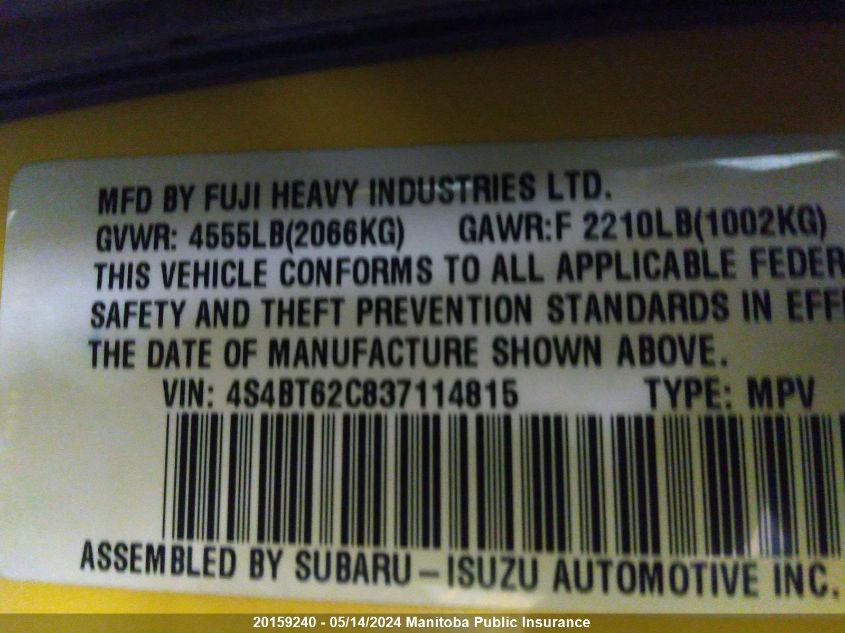 MFD BY FUJI HEAVY INDUSTRIES LTD.
GVWR: 4555LB(2066KG) GAWR:F 2210LB(1002KG)
THIS VEHICLE CONFORMS TO ALL APPLICABLE FEDER
SAFETY AND THEFT PREVENTION STANDARDS IN EFF
THE DATE OF MANUFACTURE SHOWN ABOVE.
VIN: 4S4BT62C837114815 TYPE: MPV
ASSEMBLED BY SUBARU-ISUZU AUTOMOTIVE INC.
20159240 - 05/14/2024 Manitoba Public Insurance